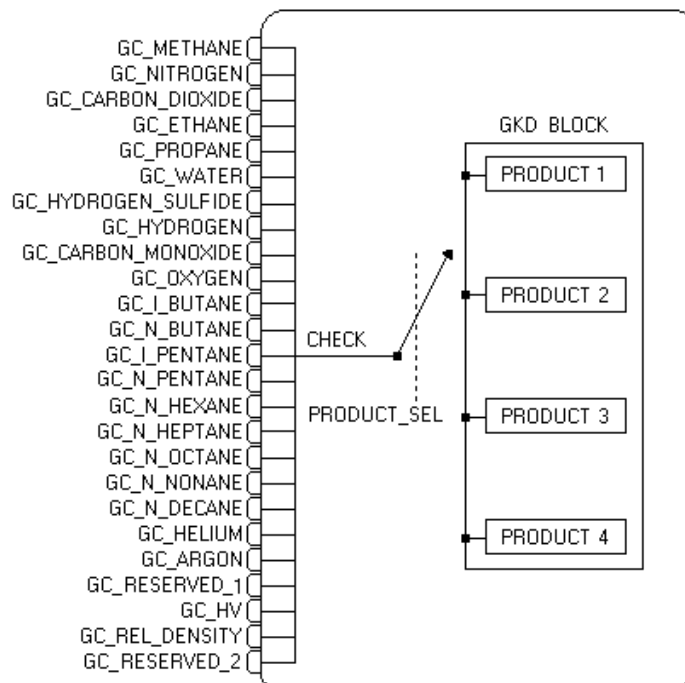 GC_METHANE
GC_NITROGEN
GC_CARBON_DIOXIDE
GC_ETHANE
GC_PROPANE
GC_WATER
GC_HYDROGEN_SULFIDE
GC_HYDROGEN
GC_CARBON_MONOXIDE
GC_OXYGEN
GC_I_BUTANE
GC_N_BUTANE
GC_I_PENTANE
GC_N_PENTANE
GC_N_HEXANE
GC_N_HEPTANE
GC_N_OCTANE
GC_N_NONANE
GC_N_DECANE
GC_HELIUM
GC_ARGON
GC_RESERVED_1
GC_HV
GC_REL_DENSITY
GC_RESERVED_2
CHECK
PRODUCT_SEL
GKD BLOCK
PRODUCT 1
PRODUCT 2
PRODUCT 3
PRODUCT 4